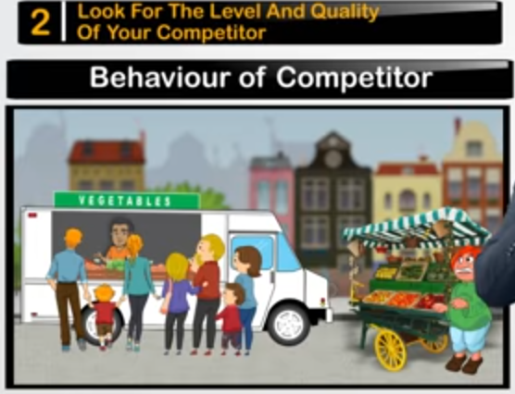 2
Look For The Level And Quality
Of Your Competitor
Behaviour of Competitor
VEGETABLES